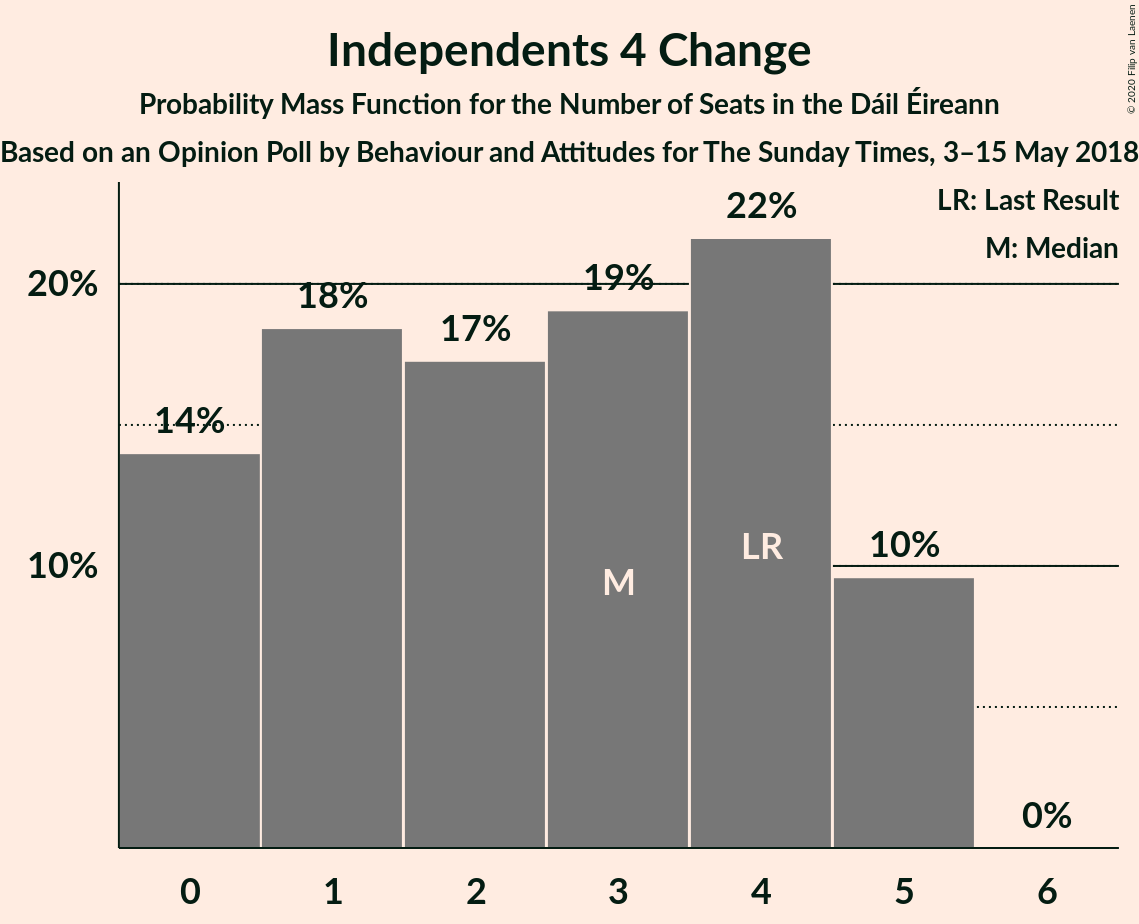 Independents 4 Change
Probability Mass Function for the Number of Seats in the Dáil Éireann
Based on an Opinion Poll by Behaviour and Attitudes for The Sunday Times, 3–15 May 2018
© 2020 Filip van Laenen
LR: Last Result
M: Median
20%
10%
14%
18%
17%
19%
22%
10%
0%
M
LR
0
1
2
3
4
5
6